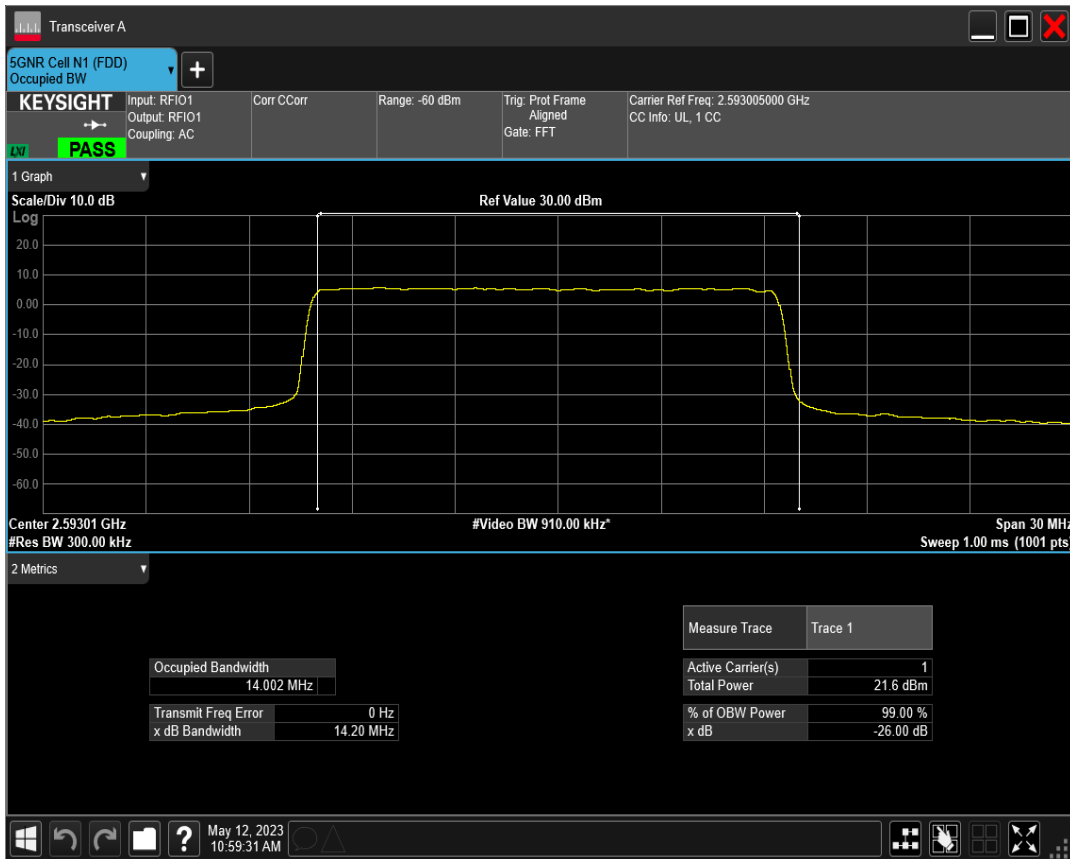 Transceiver A
5GNR Cell N1 (FDD)
Occupied BW
+
KEYSIGHT
LXI
PASS
Input: RFIO1
Output: RFIO1
Coupling: AC
Corr CCorr
Range: -60 dBm
Trig: Prot Frame
Aligned
Gate: FFT
Carrier Ref Freq: 2.593005000 GHz
CC Info: UL, 1 CC
1 Graph
Scale/Div 10.0 dB
Ref Value 30.00 dBm
Log
20.0
10.0
0.00
-10.0
-20.0
-30.0
-40.0
-50.0
-60.0
Center 2.59301 GHz
#Video BW 910.00 kHz*
Span 30 MHz
#Res BW 300.00 kHz
Sweep 1.00 ms (1001 pts)
2 Metrics
Measure Trace Trace 1
Occupied Bandwidth
14.002 MHz
Transmit Freq Error 0 Hz
x dB Bandwidth 14.20 MHz
Active Carrier(s) 1
Total Power 21.6 dBm
% of OBW Power 99.00 %
x dB -26.00 dB
?
May 12, 2023
10:59:31 AM